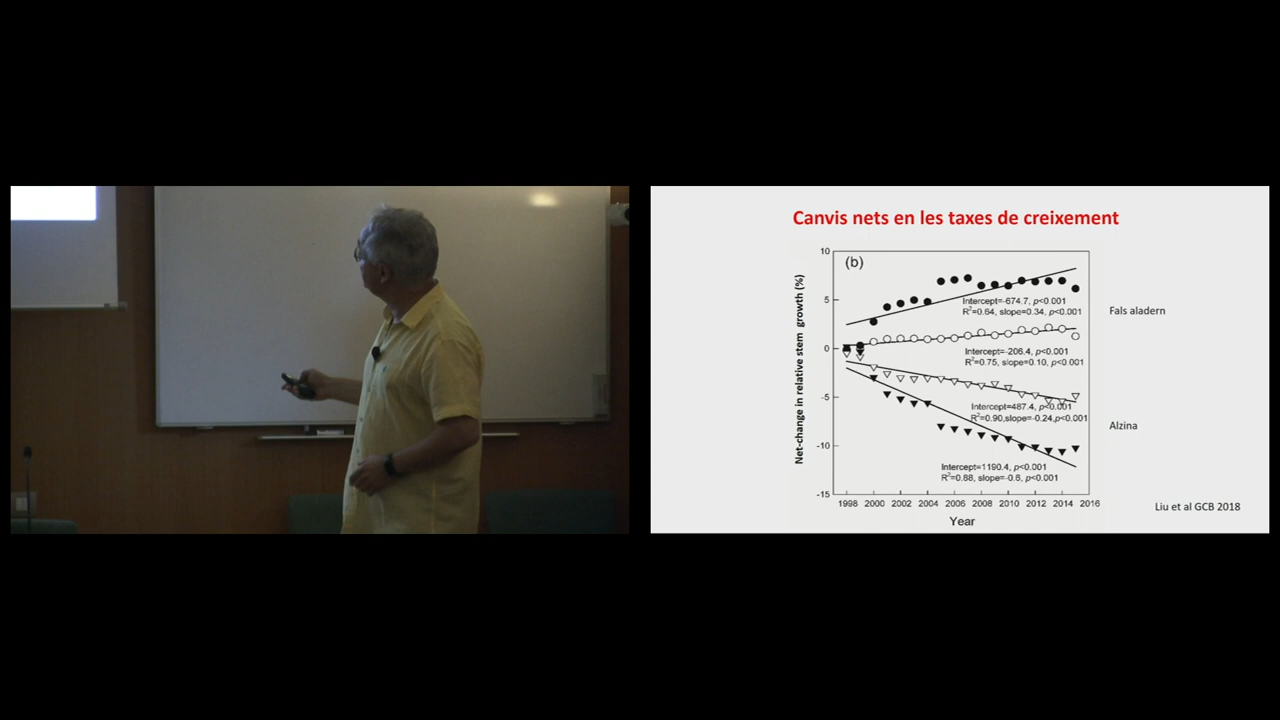 Canvis nets en les taxes de creixement
(b)
10
5
0
-5
-10
-15
Net-change in relative stem growth (%)
Intercept=-674.7, p<0.001
R²=0.64, slope=0.34, p<0.001
Intercept=-206.4, p<0.001
R²=0.75, slope=0.10, p<0.001
Intercept=487.4, p<0.001
R²=0.90,slope=-0.24,p<0.001
Intercept=1190.4, p<0.001
R²=0.88, slope=-0.6, p<0.001
1998 2000 2002 2004 2006 2008 2010 2012 2014 2016
Year
Fals aladern
Alzina
Liu et al GCB 2018